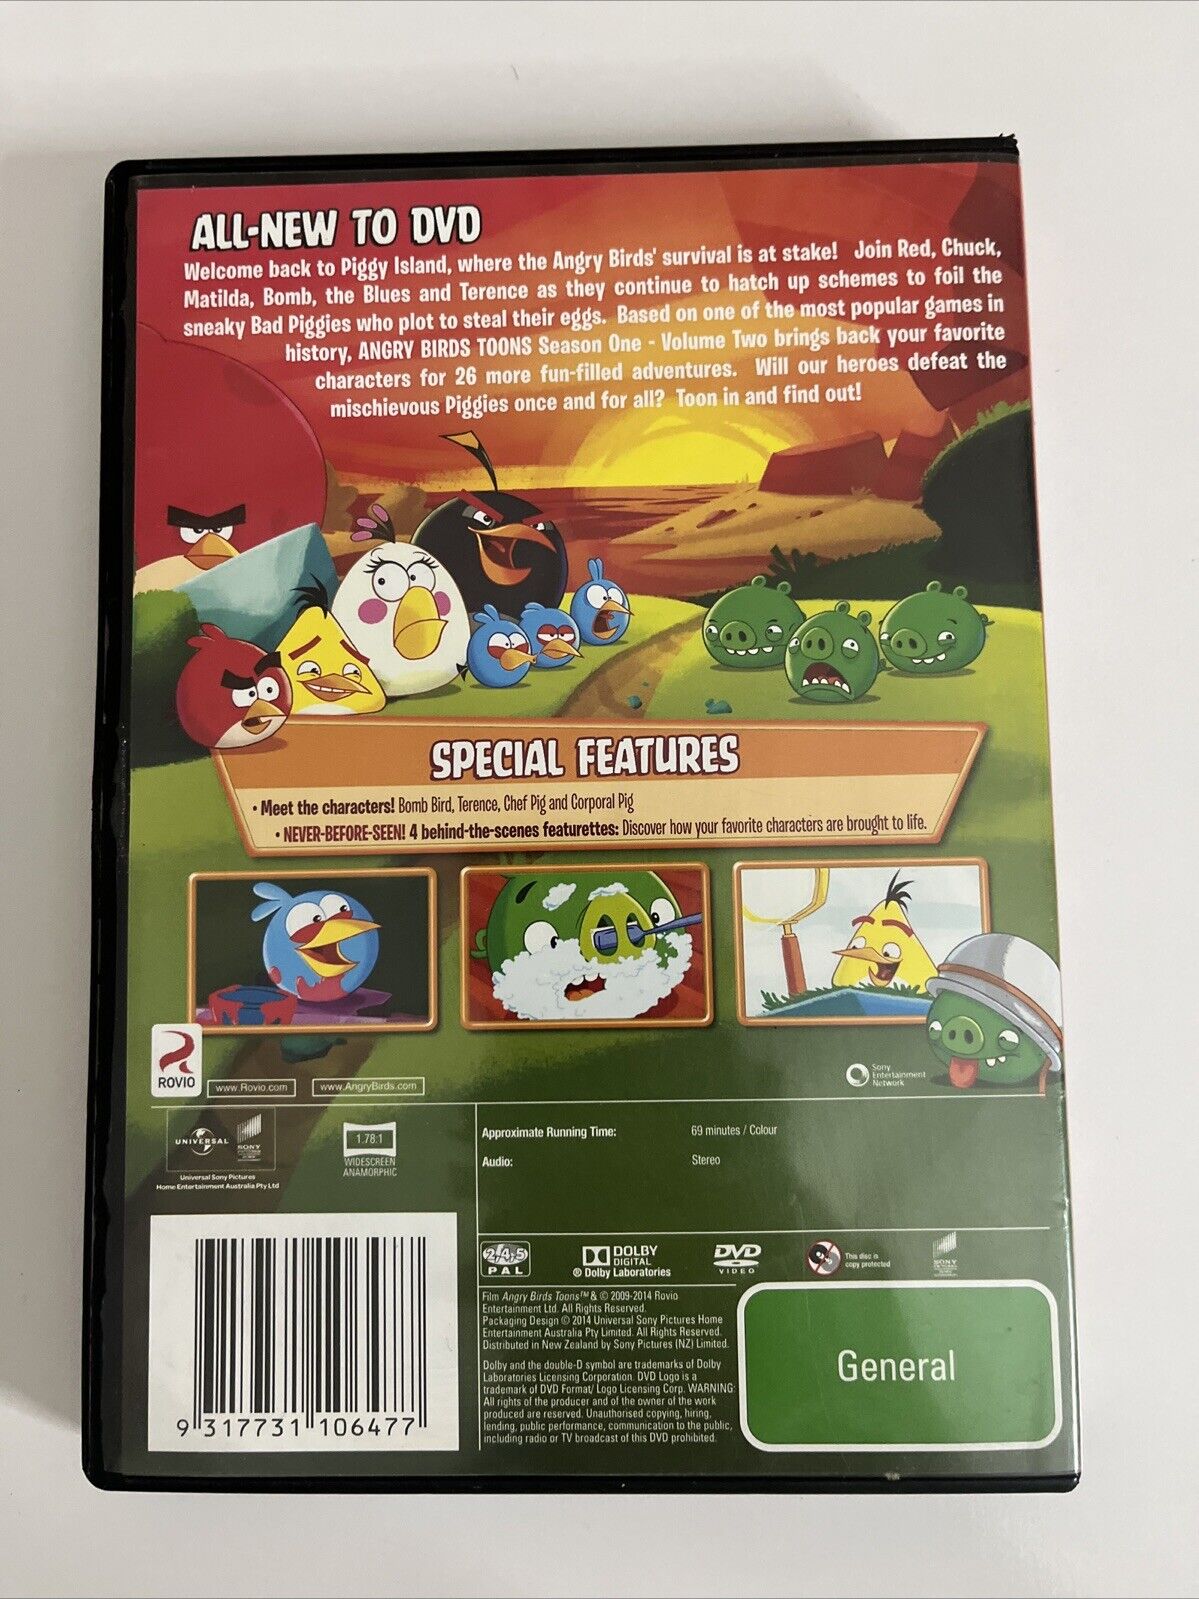 ALL-NEW TO DVD
Welcome back to Piggy Island, where the Angry Birds' survival is at stake! Join Red, Chuck,
Matilda, Bomb, the Blues and Terence as they continue to hatch up schemes to foil the
sneaky Bad Piggies who plot to steal their eggs. Based on one of the most popular games in
history, ANGRY BIRDS TOONS Season One - Volume Two brings back your favorite
characters for 26 more fun-filled adventures. Will our heroes defeat the
mischievous Piggies once and for all? Toon in and find out!
SPECIAL FEATURES
• Meet the characters! Bomb Bird, Terence, Chef Pig and Corporal Pig
• NEVER-BEFORE-SEEN! 4 behind-the-scenes featurettes: Discover how your favorite characters are brought to life.
ROVIO
www.Rovio.com
www.AngryBirds.com
Sony
Entertainment
Network
UNIVERSAL
SONY
Universal Sony Pictures
Home Entertainment Australia Pty Ltd
1.78:1
WIDESCREEN
ANAMORPHIC
Approximate Running Time: 69 minutes / Colour
Audio: Stereo
2,4,5
PAL
DOLBY
DIGITAL
® Dolby Laboratories
DVD
VIDEO
This disc is
copy protected
SONY
Film Angry Birds Toons™ & © 2009-2014 Rovio
Entertainment Ltd. All Rights Reserved.
Packaging Design © 2014 Universal Sony Pictures Home
Entertainment Australia Pty Limited. All Rights Reserved.
Distributed in New Zealand by Sony Pictures (NZ) Limited.
Dolby and the double-D symbol are trademarks of Dolby
Laboratories Licensing Corporation. DVD Logo is a
trademark of DVD Format/ Logo Licensing Corp. WARNING:
All rights of the producer and of the owner of the work
produced are reserved. Unauthorised copying, hiring,
lending, public performance, communication to the public,
including radio or TV broadcast of this DVD prohibited.
General
9 317731 106477